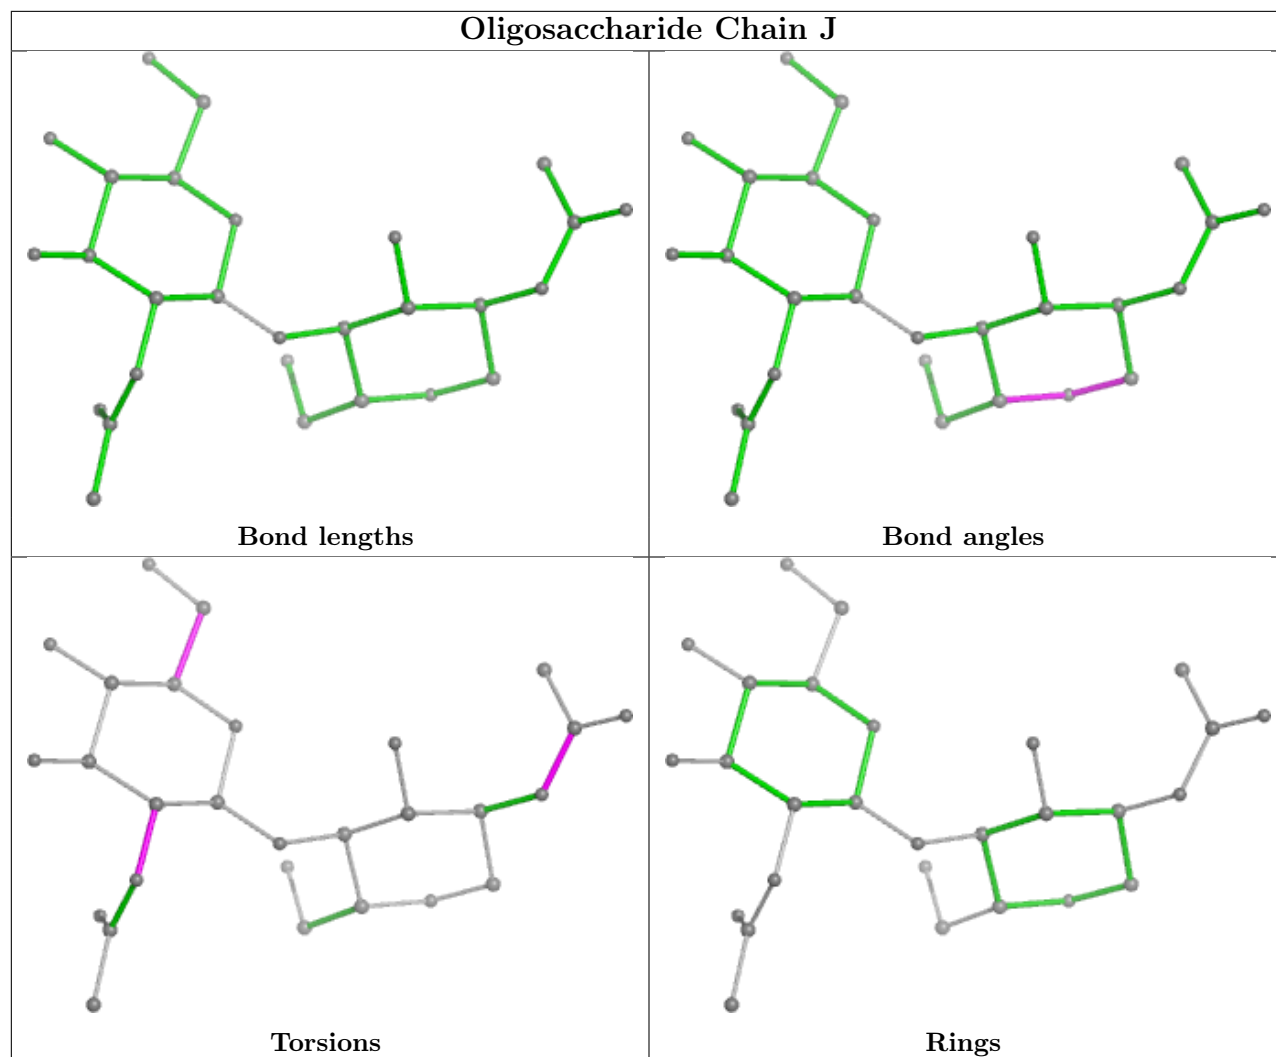 Oligosaccharide Chain J
Bond lengths
Bond angles
Torsions
Rings